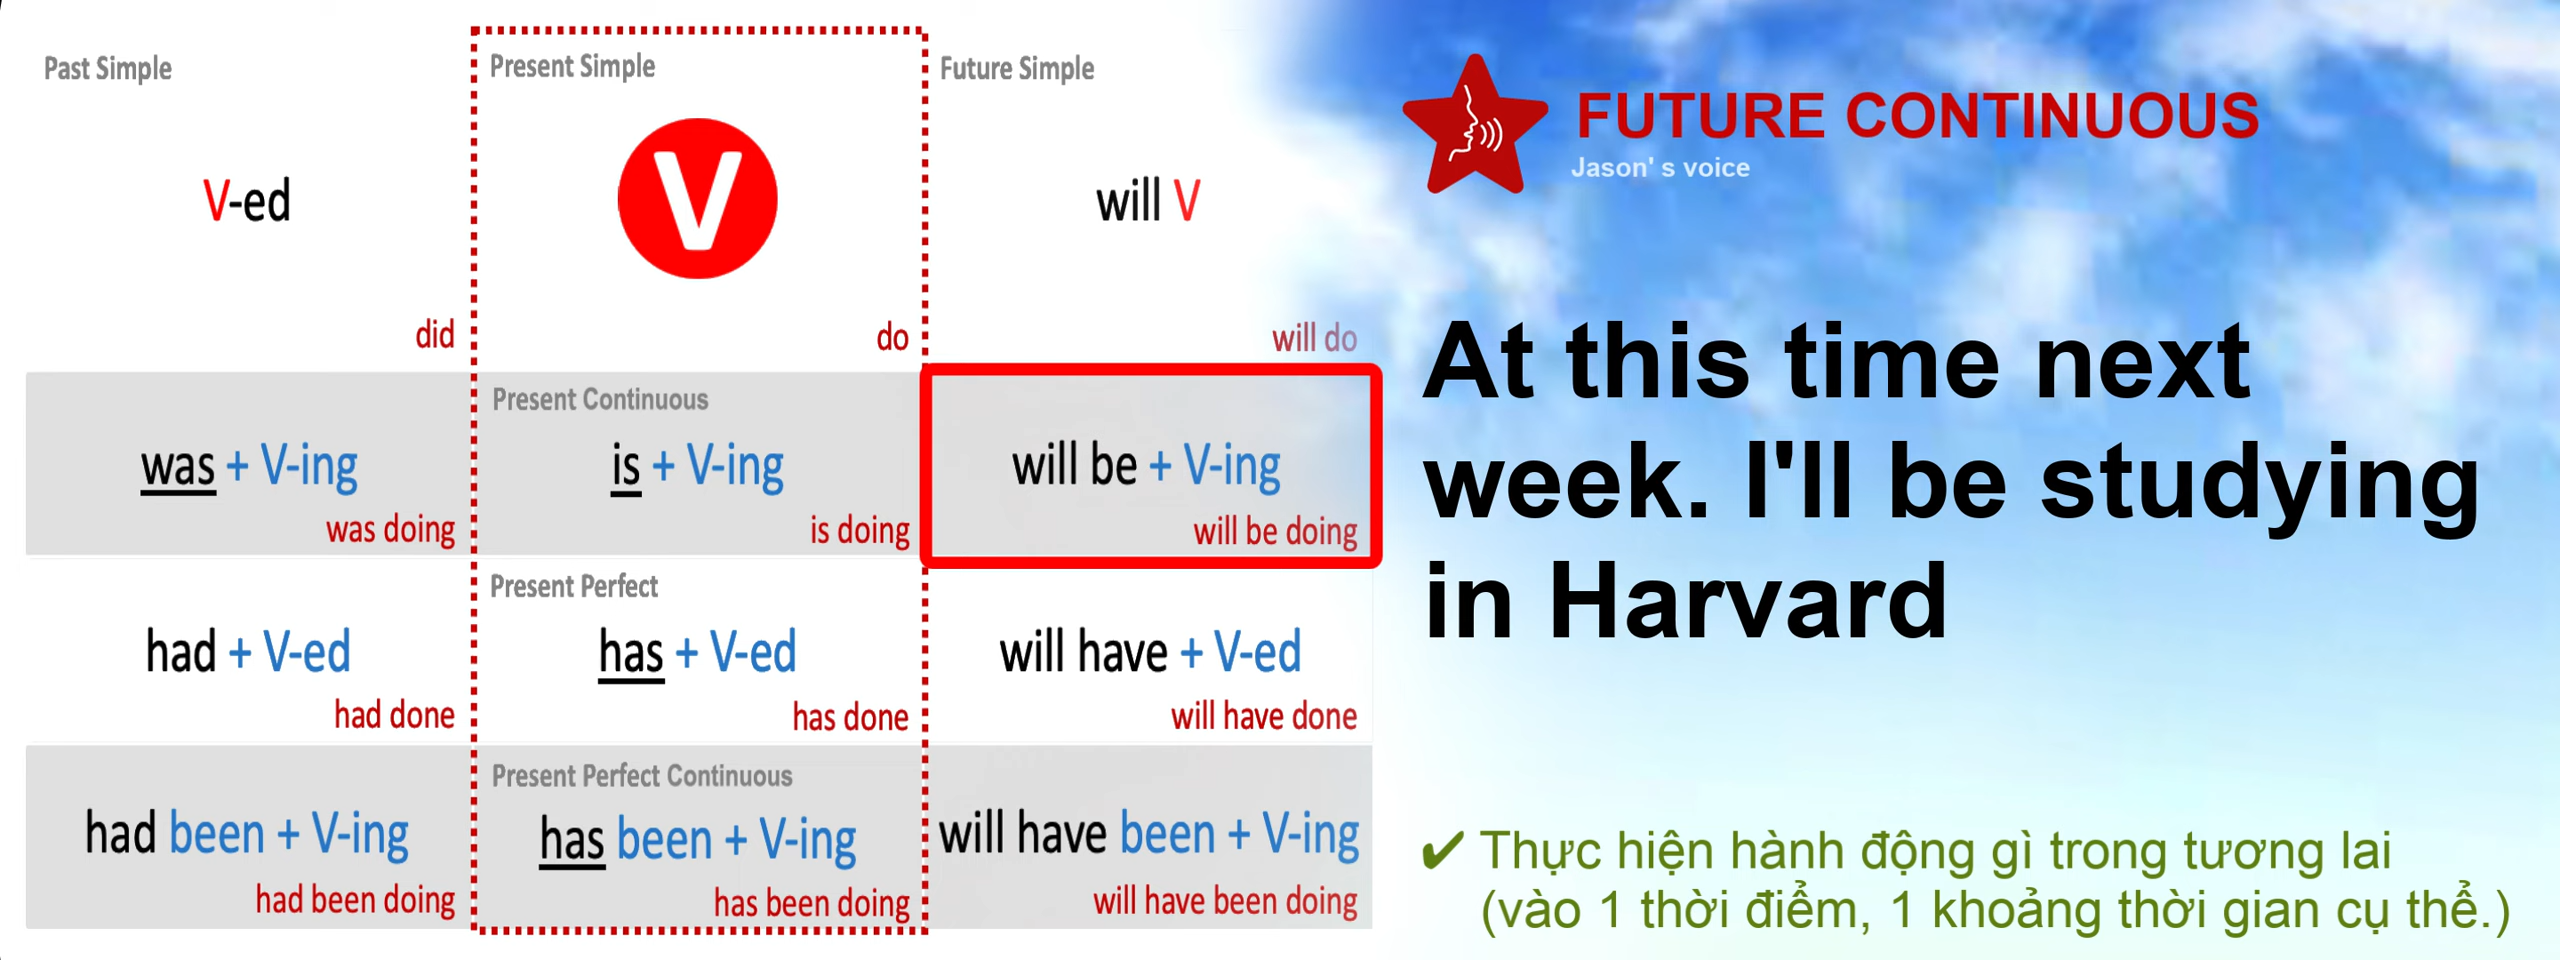 Past Simple
Present Simple
Future Simple
V-ed
V
will V
did
do
will do
Present Continuous
was + V-ing
is + V-ing
will be + V-ing
was doing
is doing
will be doing
Present Perfect
had + V-ed
has + V-ed
will have + V-ed
had done
has done
will have done
Present Perfect Continuous
had been + V-ing
has been + V-ing
will have been + V-ing
had been doing
has been doing
will have been doing
FUTURE CONTINUOUS
Jason' s voice
At this time next
week. I'll be studying
in Harvard
✔ Thực hiện hành động gì trong tương lai
(vào 1 thời điểm, 1 khoảng thời gian cụ thể.)